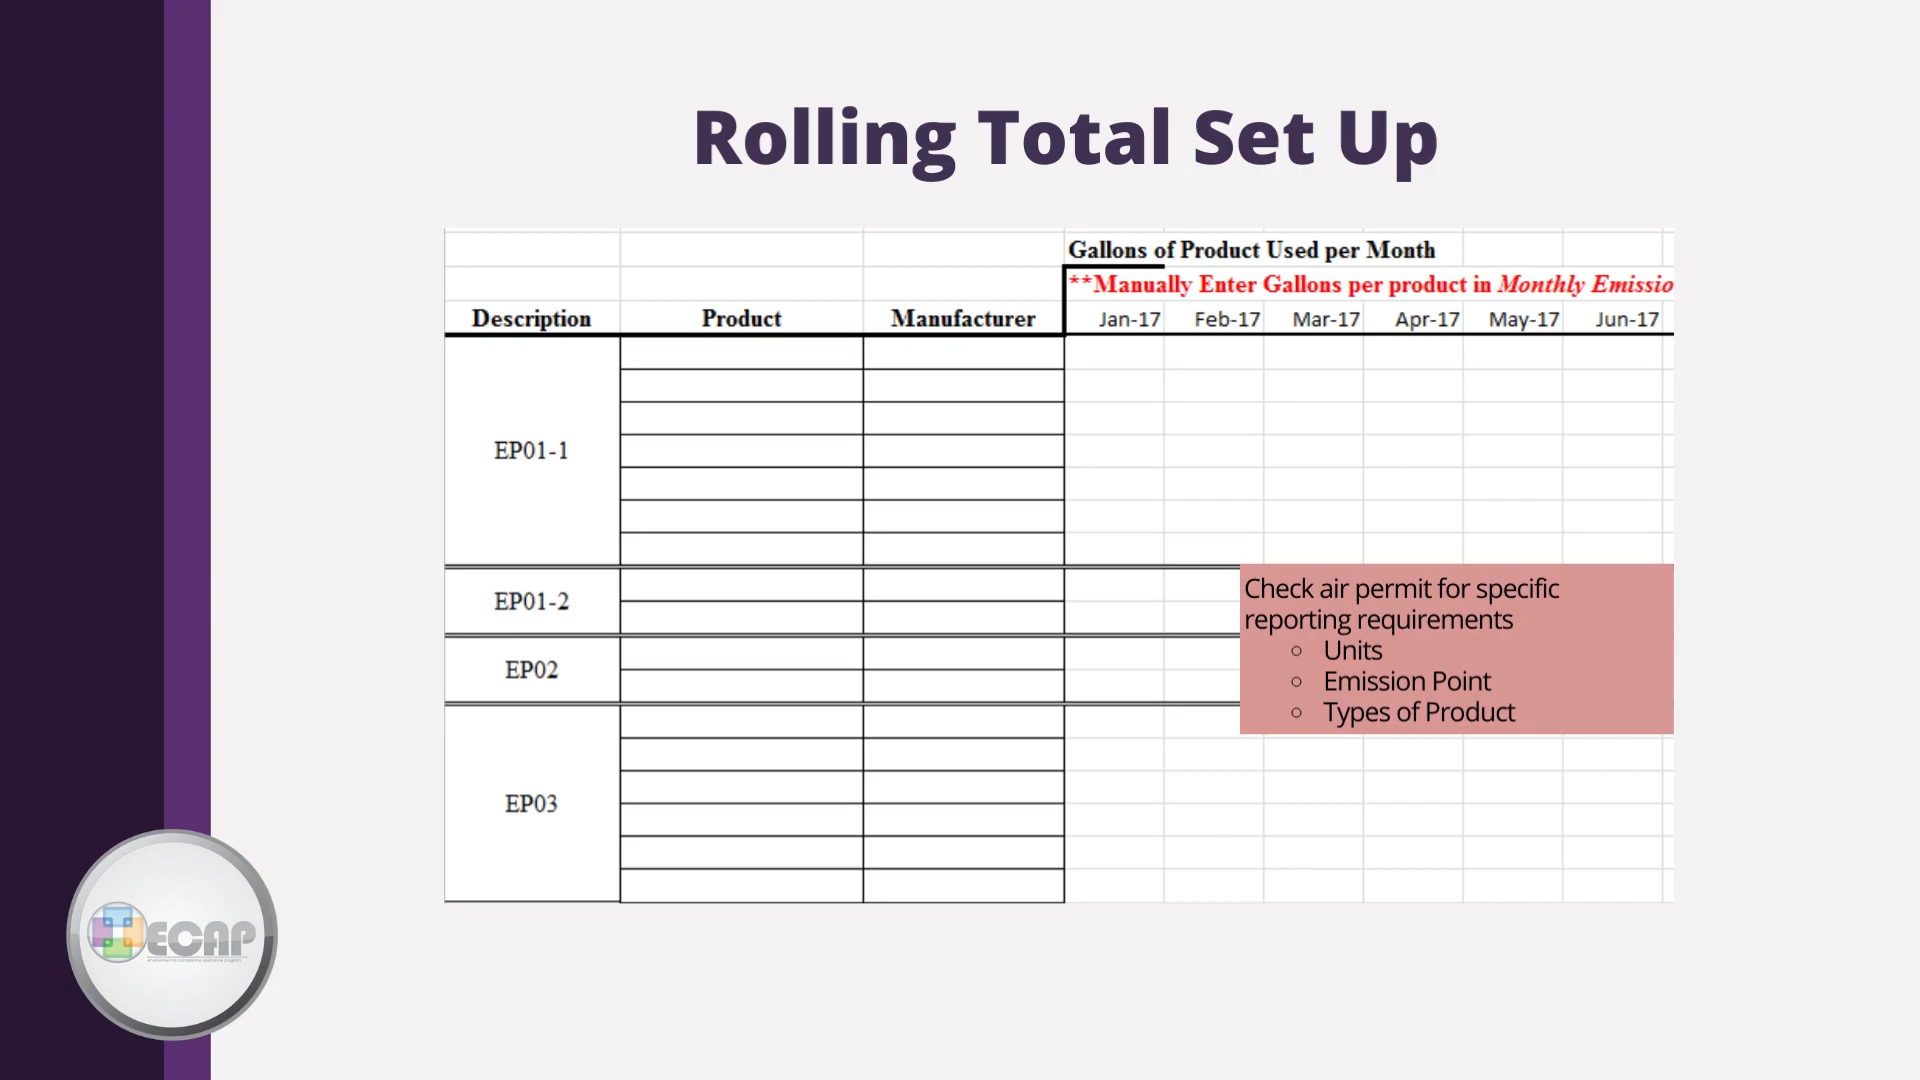 Rolling Total Set Up
Gallons of Product Used per Month
**Manually Enter Gallons per product in Monthly Emissio
Description Product Manufacturer Jan-17 Feb-17 Mar-17 Apr-17 May-17 Jun-17
EP01-1
EP01-2
EP02
EP03
Check air permit for specific
reporting requirements
○ Units
○ Emission Point
○ Types of Product
ECAP